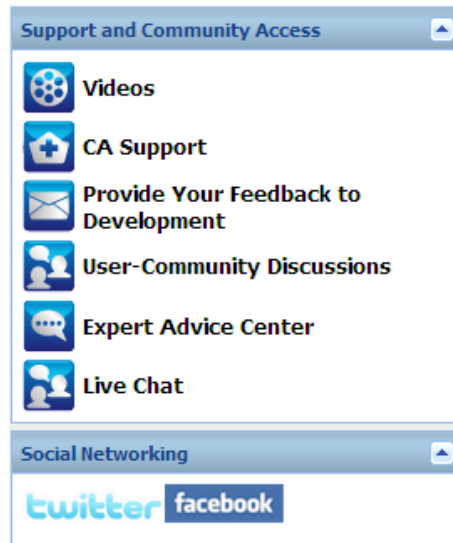 Support and Community Access
Videos
CA Support
Provide Your Feedback to
Development
User-Community Discussions
Expert Advice Center
Live Chat
Social Networking
twitter facebook